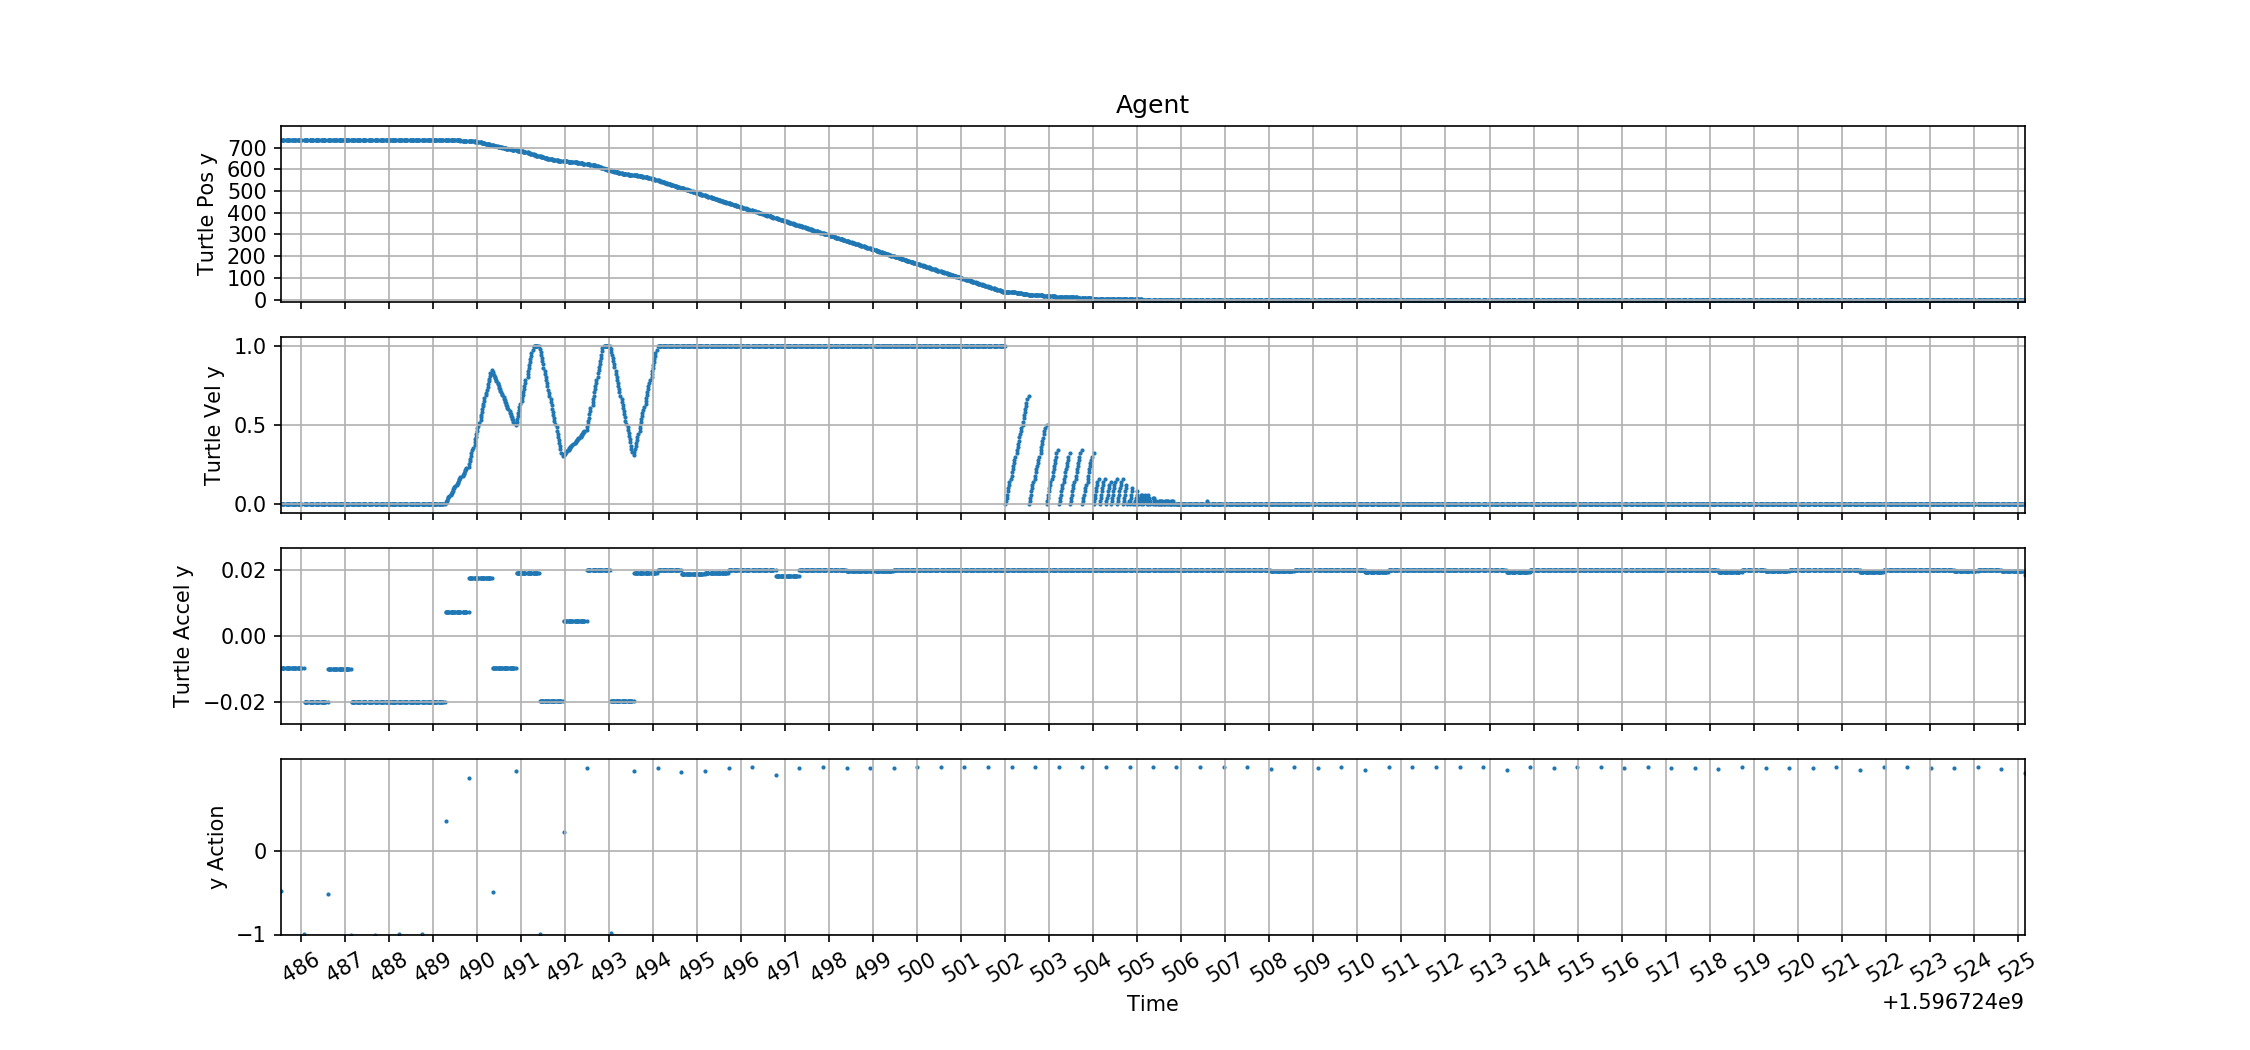 Agent
Turtle Pos y
700
600
500
400
300
200
100
0
Turtle Vel y
1.0
0.5
0.0
Turtle Accel y
0.02
0.00
−0.02
y Action
0
−1
486 487 488 489 490 491 492 493 494 495 496 497 498 499 500 501 502 503 504 505 506 507 508 509 510 511 512 513 514 515 516 517 518 519 520 521 522 523 524 525
Time
+1.596724e9